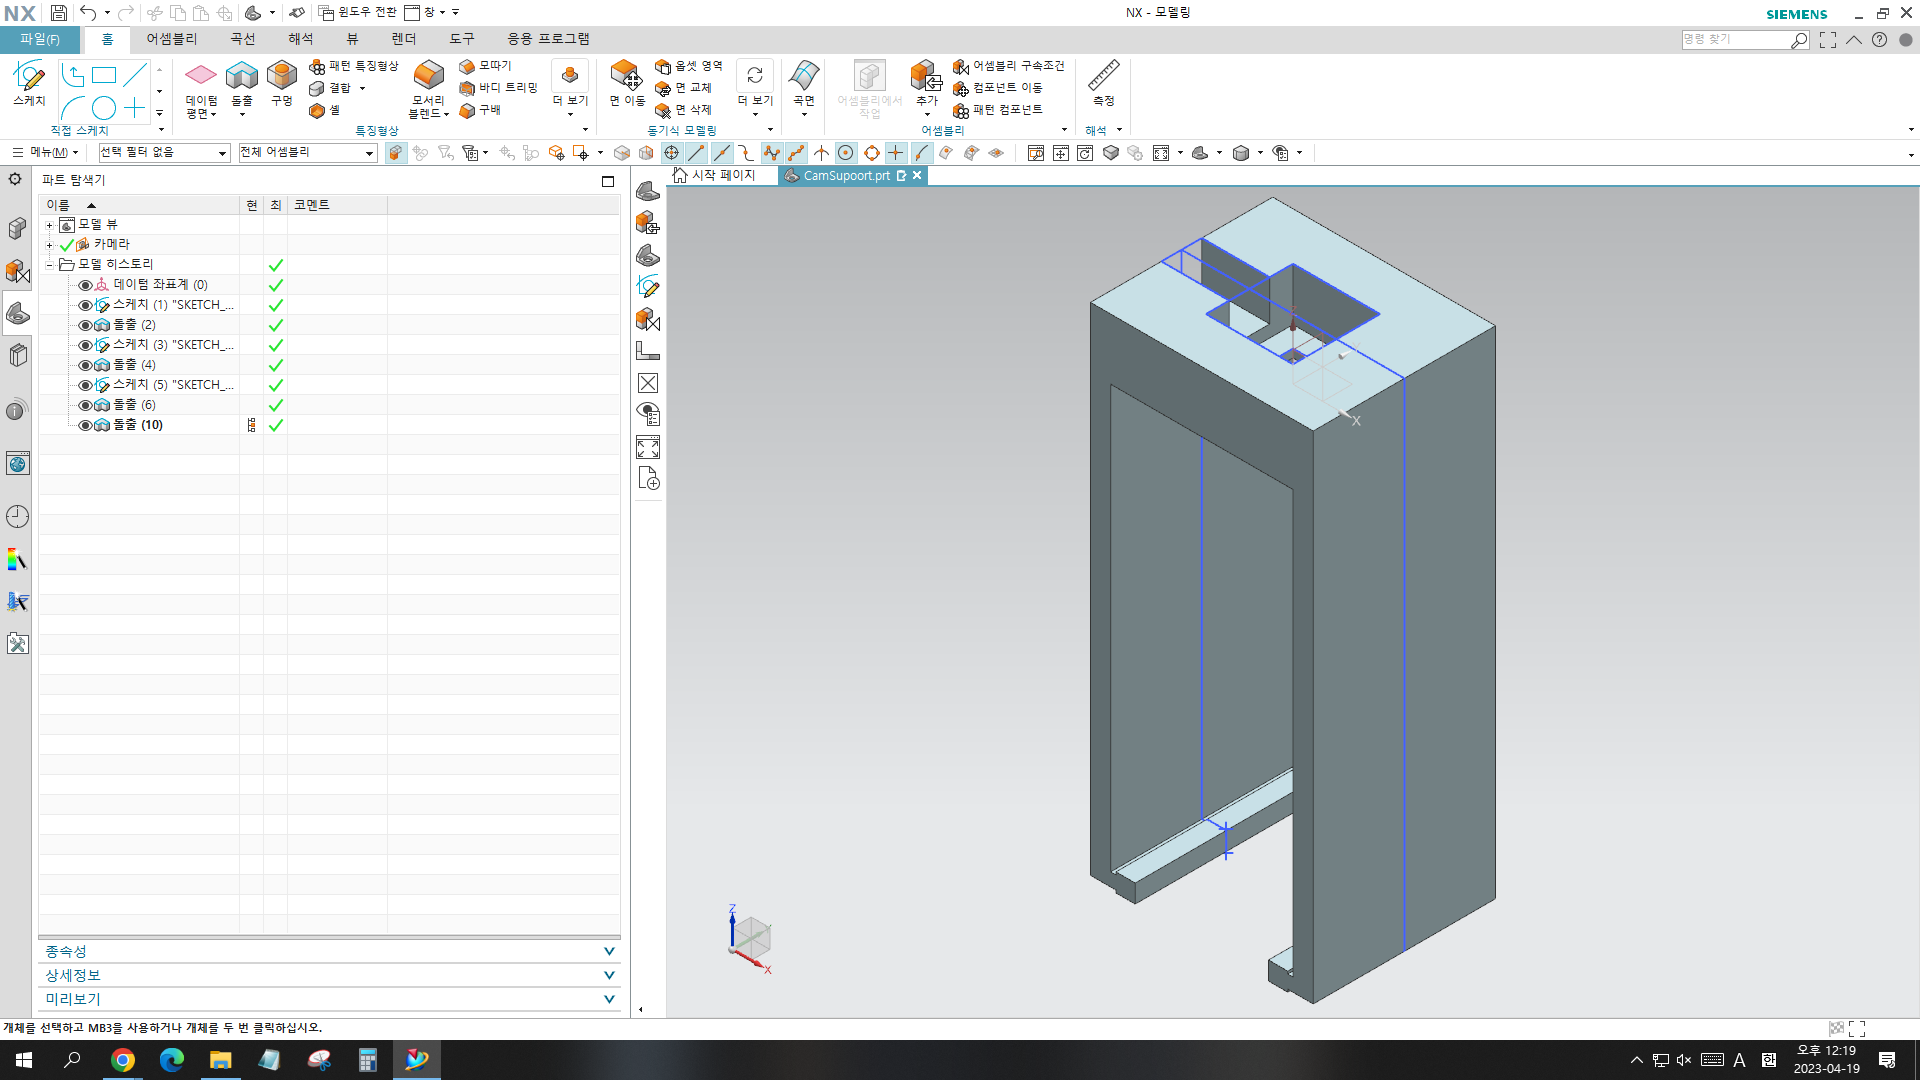 NX
윈도우 전환
창
NX - 모델링
SIEMENS
파일(F)
홈
어셈블리
곡선
해석
뷰
렌더
도구
응용 프로그램
명령 찾기
스케치
데이텀
평면
돌출
구멍
패턴 특징형상
결합
셸
모서리
블렌드
모따기
바디 트리밍
구배
더 보기
면 이동
옵셋 영역
면 교체
면 삭제
더 보기
곡면
어셈블리에서
작업
추가
어셈블리 구속조건
컴포넌트 이동
패턴 컴포넌트
측정
직접 스케치
특징형상
동기식 모델링
어셈블리
해석
메뉴(M)
선택 필터 없음
전체 어셈블리
파트 탐색기
시작 페이지
CamSupoort.prt
이름
현
최
코멘트
모델 뷰
카메라
모델 히스토리
데이텀 좌표계 (0)
스케치 (1) "SKETCH_...
돌출 (2)
스케치 (3) "SKETCH_...
돌출 (4)
스케치 (5) "SKETCH_...
돌출 (6)
돌출 (10)
X
Z
X
종속성
상세정보
미리보기
개체를 선택하고 MB3을 사용하거나 개체를 두 번 클릭하십시오.
A
오후 12:19
2023-04-19